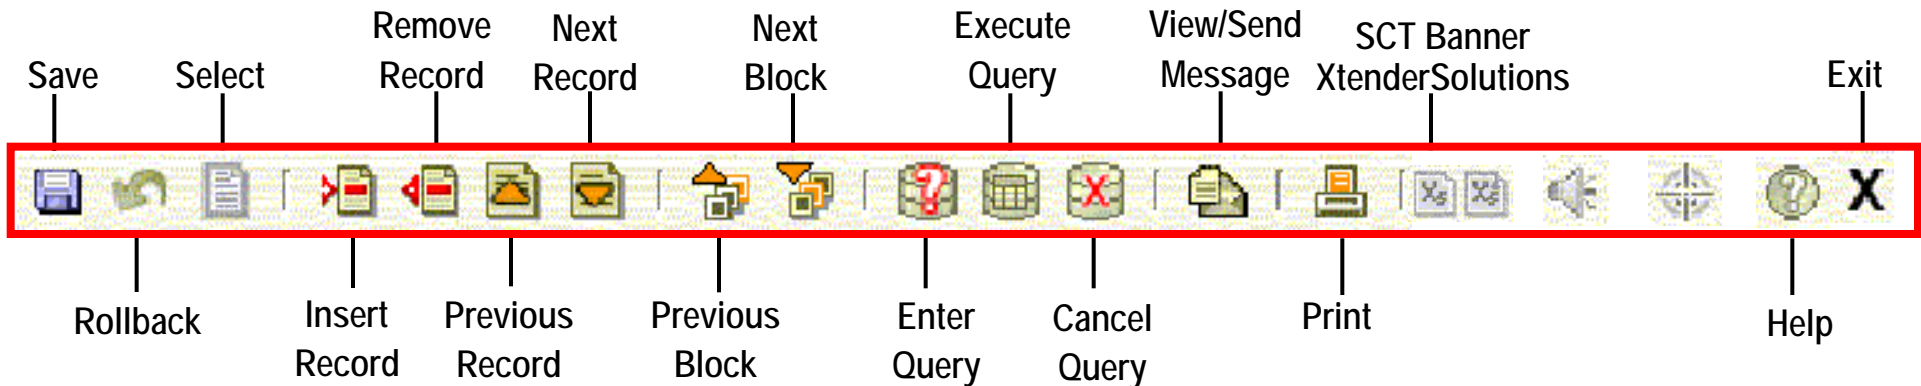 Save
Select
Remove
Record
Next
Record
Next
Block
Execute
Query
View/Send
Message
SCT Banner
XtenderSolutions
Exit
Rollback
Insert
Record
Previous
Record
Previous
Block
Enter
Query
Cancel
Query
Print
Help